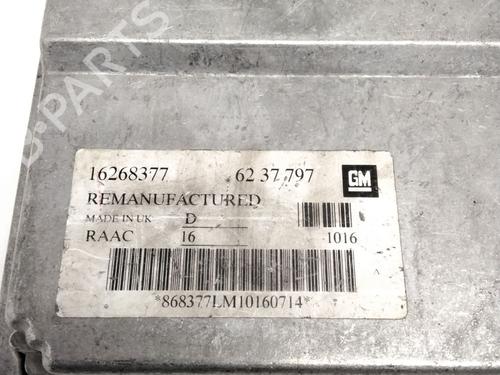 B-PARTS
16268377 62 37 797 GM
REMANUFACTURED
MADE IN UK D
RAAC 16 1016
*868377LM10160714*